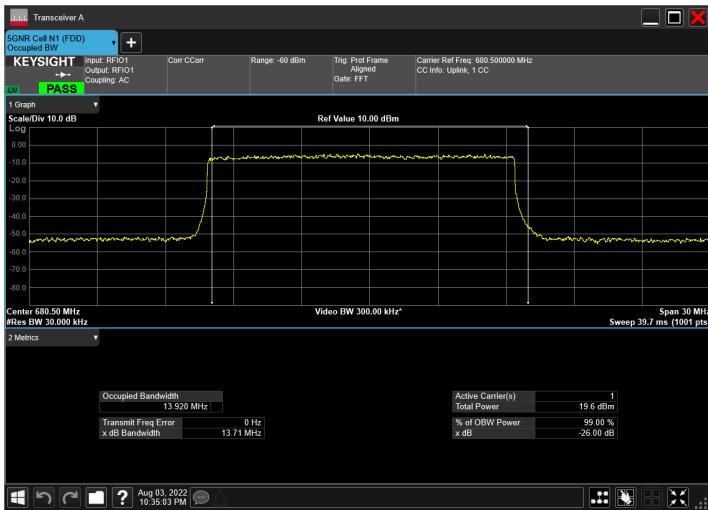 Transceiver A
5GNR Cell N1 (FDD)
Occupied BW
KEYSIGHT
Input: RFIO1
Output: RFIO1
Coupling: AC
Corr CCorr
Range: -60 dBm
Trig: Prot Frame
Aligned
Gate: FFT
Carrier Ref Freq: 680.500000 MHz
CC Info: Uplink, 1 CC
LXI
PASS
1 Graph
Scale/Div 10.0 dB
Ref Value 10.00 dBm
Log
0.00
-10.0
-20.0
-30.0
-40.0
-50.0
-60.0
-70.0
-80.0
Center 680.50 MHz
Video BW 300.00 kHz*
Span 30 MHz
#Res BW 30.000 kHz
Sweep 39.7 ms (1001 pts
2 Metrics
Occupied Bandwidth
13.920 MHz
Active Carrier(s) 1
Total Power 19.6 dBm
Transmit Freq Error 0 Hz
x dB Bandwidth 13.71 MHz
% of OBW Power 99.00 %
x dB -26.00 dB
Aug 03, 2022
10:35:03 PM